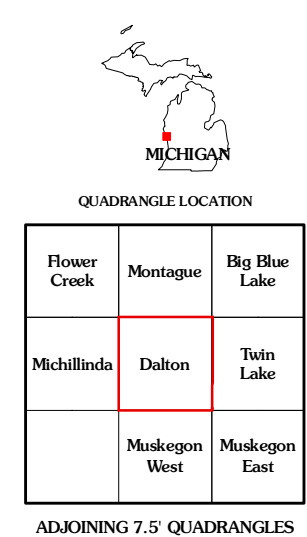 MICHIGAN
QUADRANGLE LOCATION
Flower
Creek
Montague
Big Blue
Lake
Michillinda
Dalton
Twin
Lake
Muskegon
West
Muskegon
East
ADJOINING 7.5' QUADRANGLES